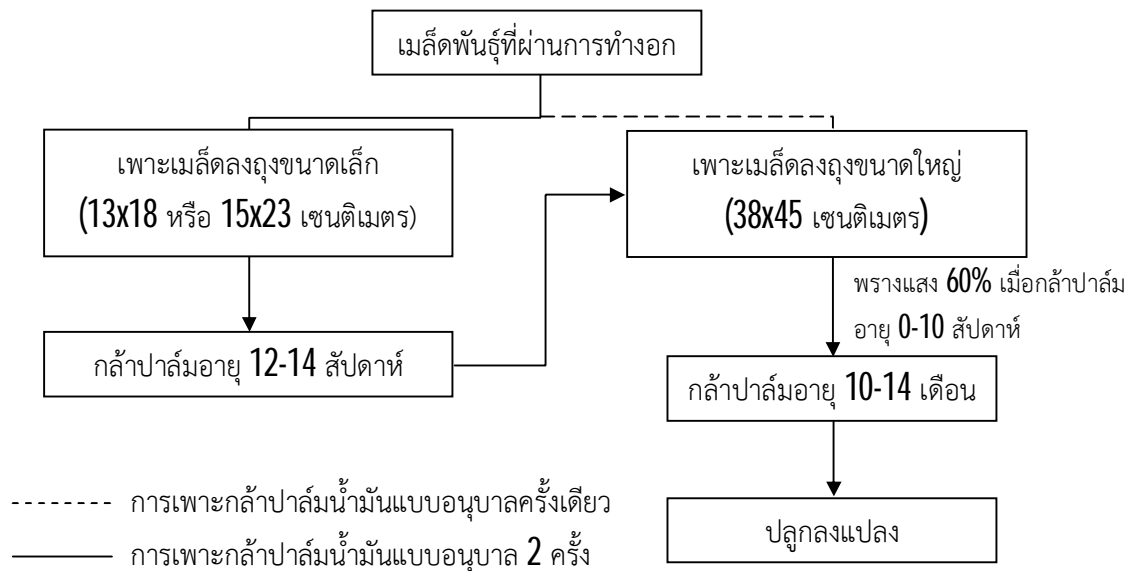 เมล็ดพันธุ์ที่ผ่านการทำงอก
เพาะเมล็ดลงถุงขนาดเล็ก
(13x18 หรือ 15x23 เซนติเมตร)
เพาะเมล็ดลงถุงขนาดใหญ่
(38x45 เซนติเมตร)
พรางแสง 60% เมื่อกล้าปาล์ม
อายุ 0-10 สัปดาห์
กล้าปาล์มอายุ 12-14 สัปดาห์
กล้าปาล์มอายุ 10-14 เดือน
ปลูกลงแปลง
การเพาะกล้าปาล์มน้ำมันแบบอนุบาลครั้งเดียว
การเพาะกล้าปาล์มน้ำมันแบบอนุบาล 2 ครั้ง